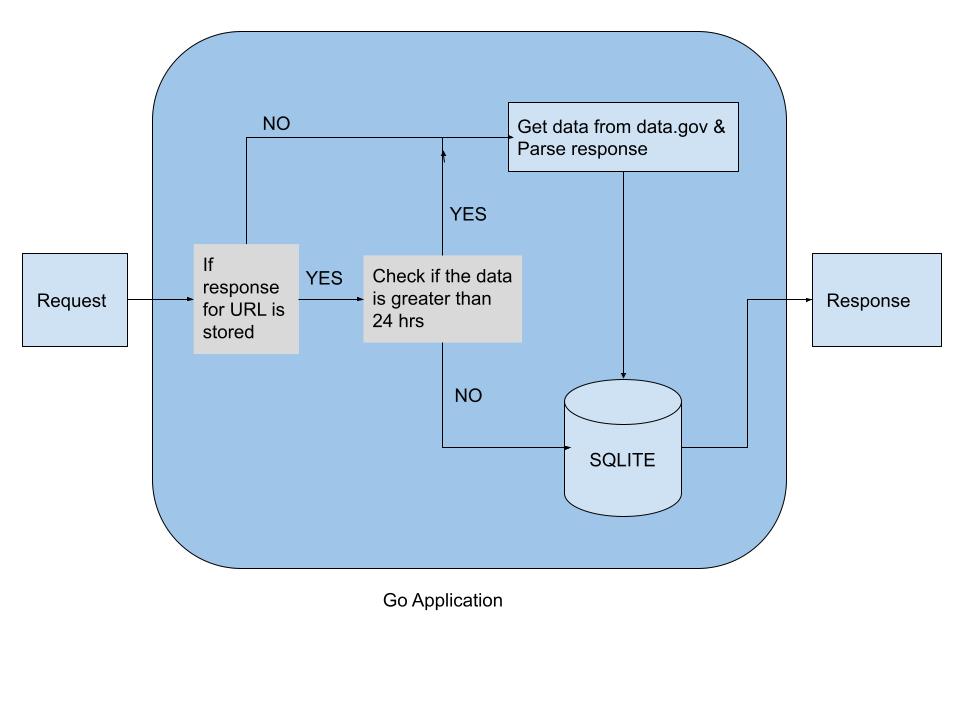 NO
Get data from data.gov &
Parse response
YES
If
response
for URL is
stored
YES
Check if the data
is greater than
24 hrs
Request
Response
NO
SQLITE
Go Application